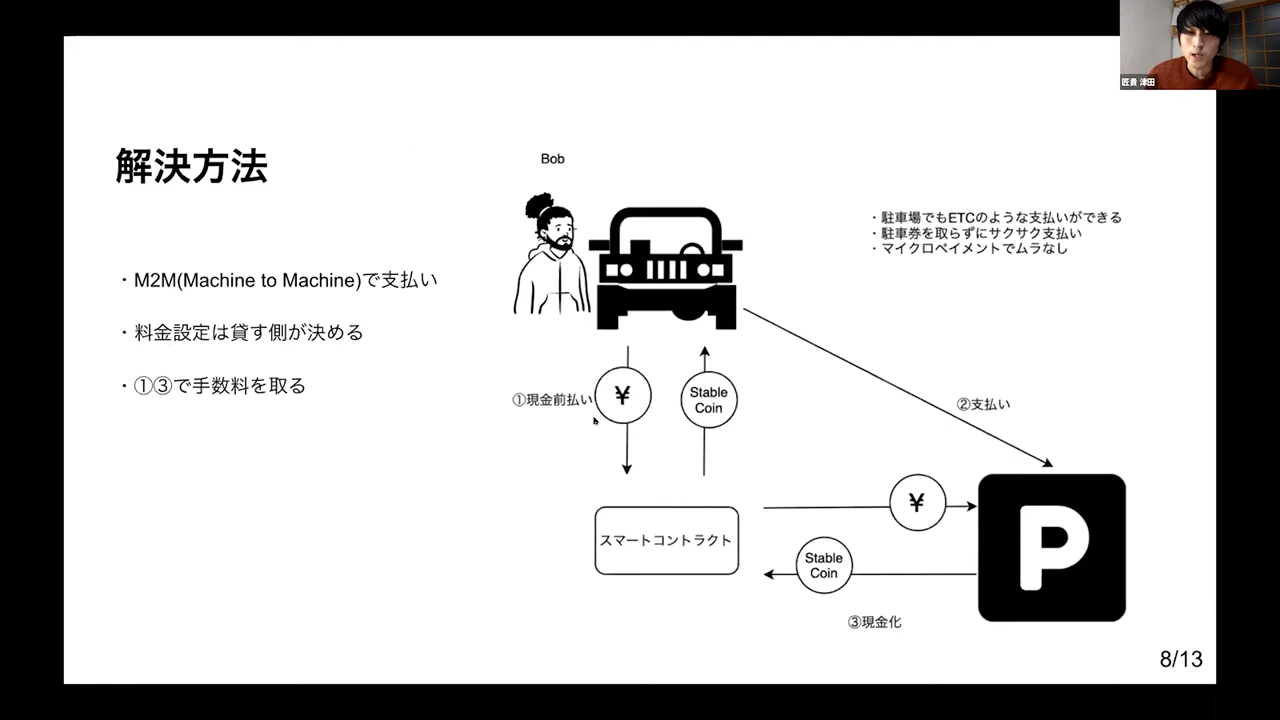 匠貴 津田
解決方法
・M2M(Machine to Machine)で支払い
・料金設定は貸す側が決める
・①③で手数料を取る
Bob
・駐車場でもETCのような支払いができる
・駐車券を取らずにサクサク支払い
・マイクロペイメントでムラなし
①現金前払い
¥
Stable
Coin
②支払い
スマートコントラクト
¥
Stable
Coin
P
③現金化
8/13